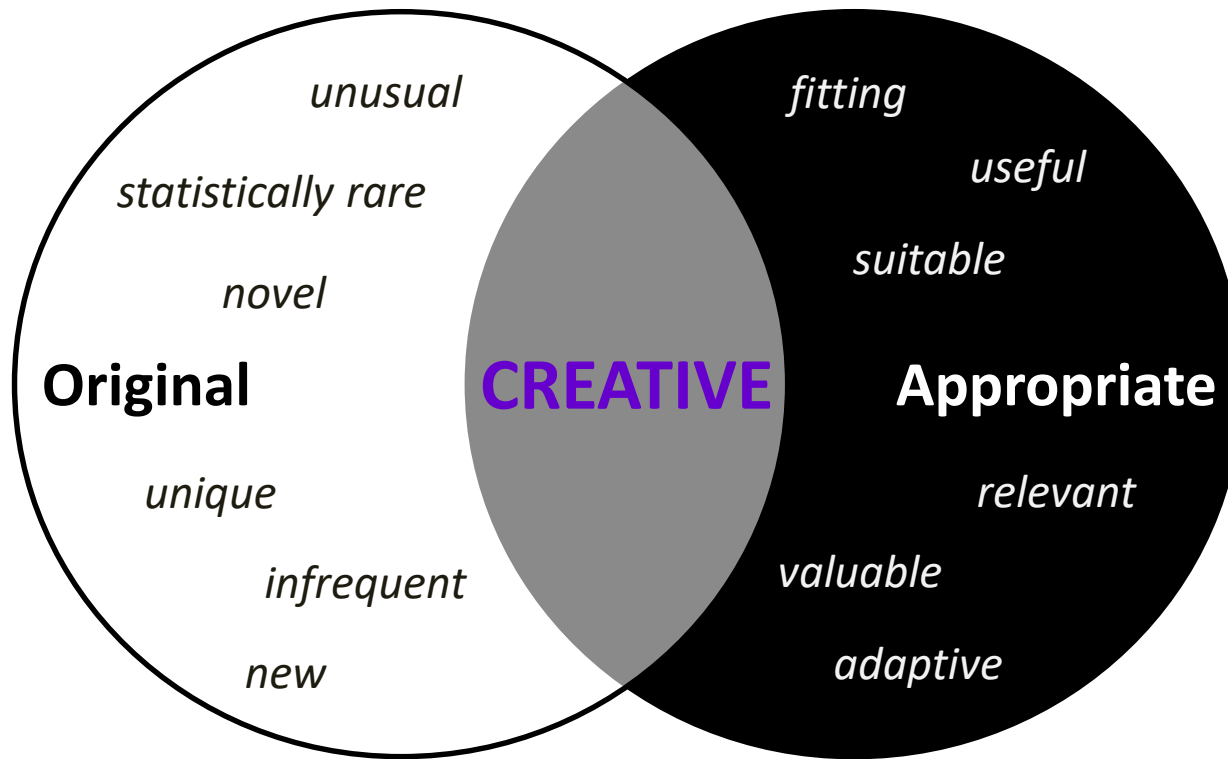 unusual
statistically rare
novel
Original
unique
infrequent
new
CREATIVE
fitting
useful
suitable
Appropriate
relevant
valuable
adaptive